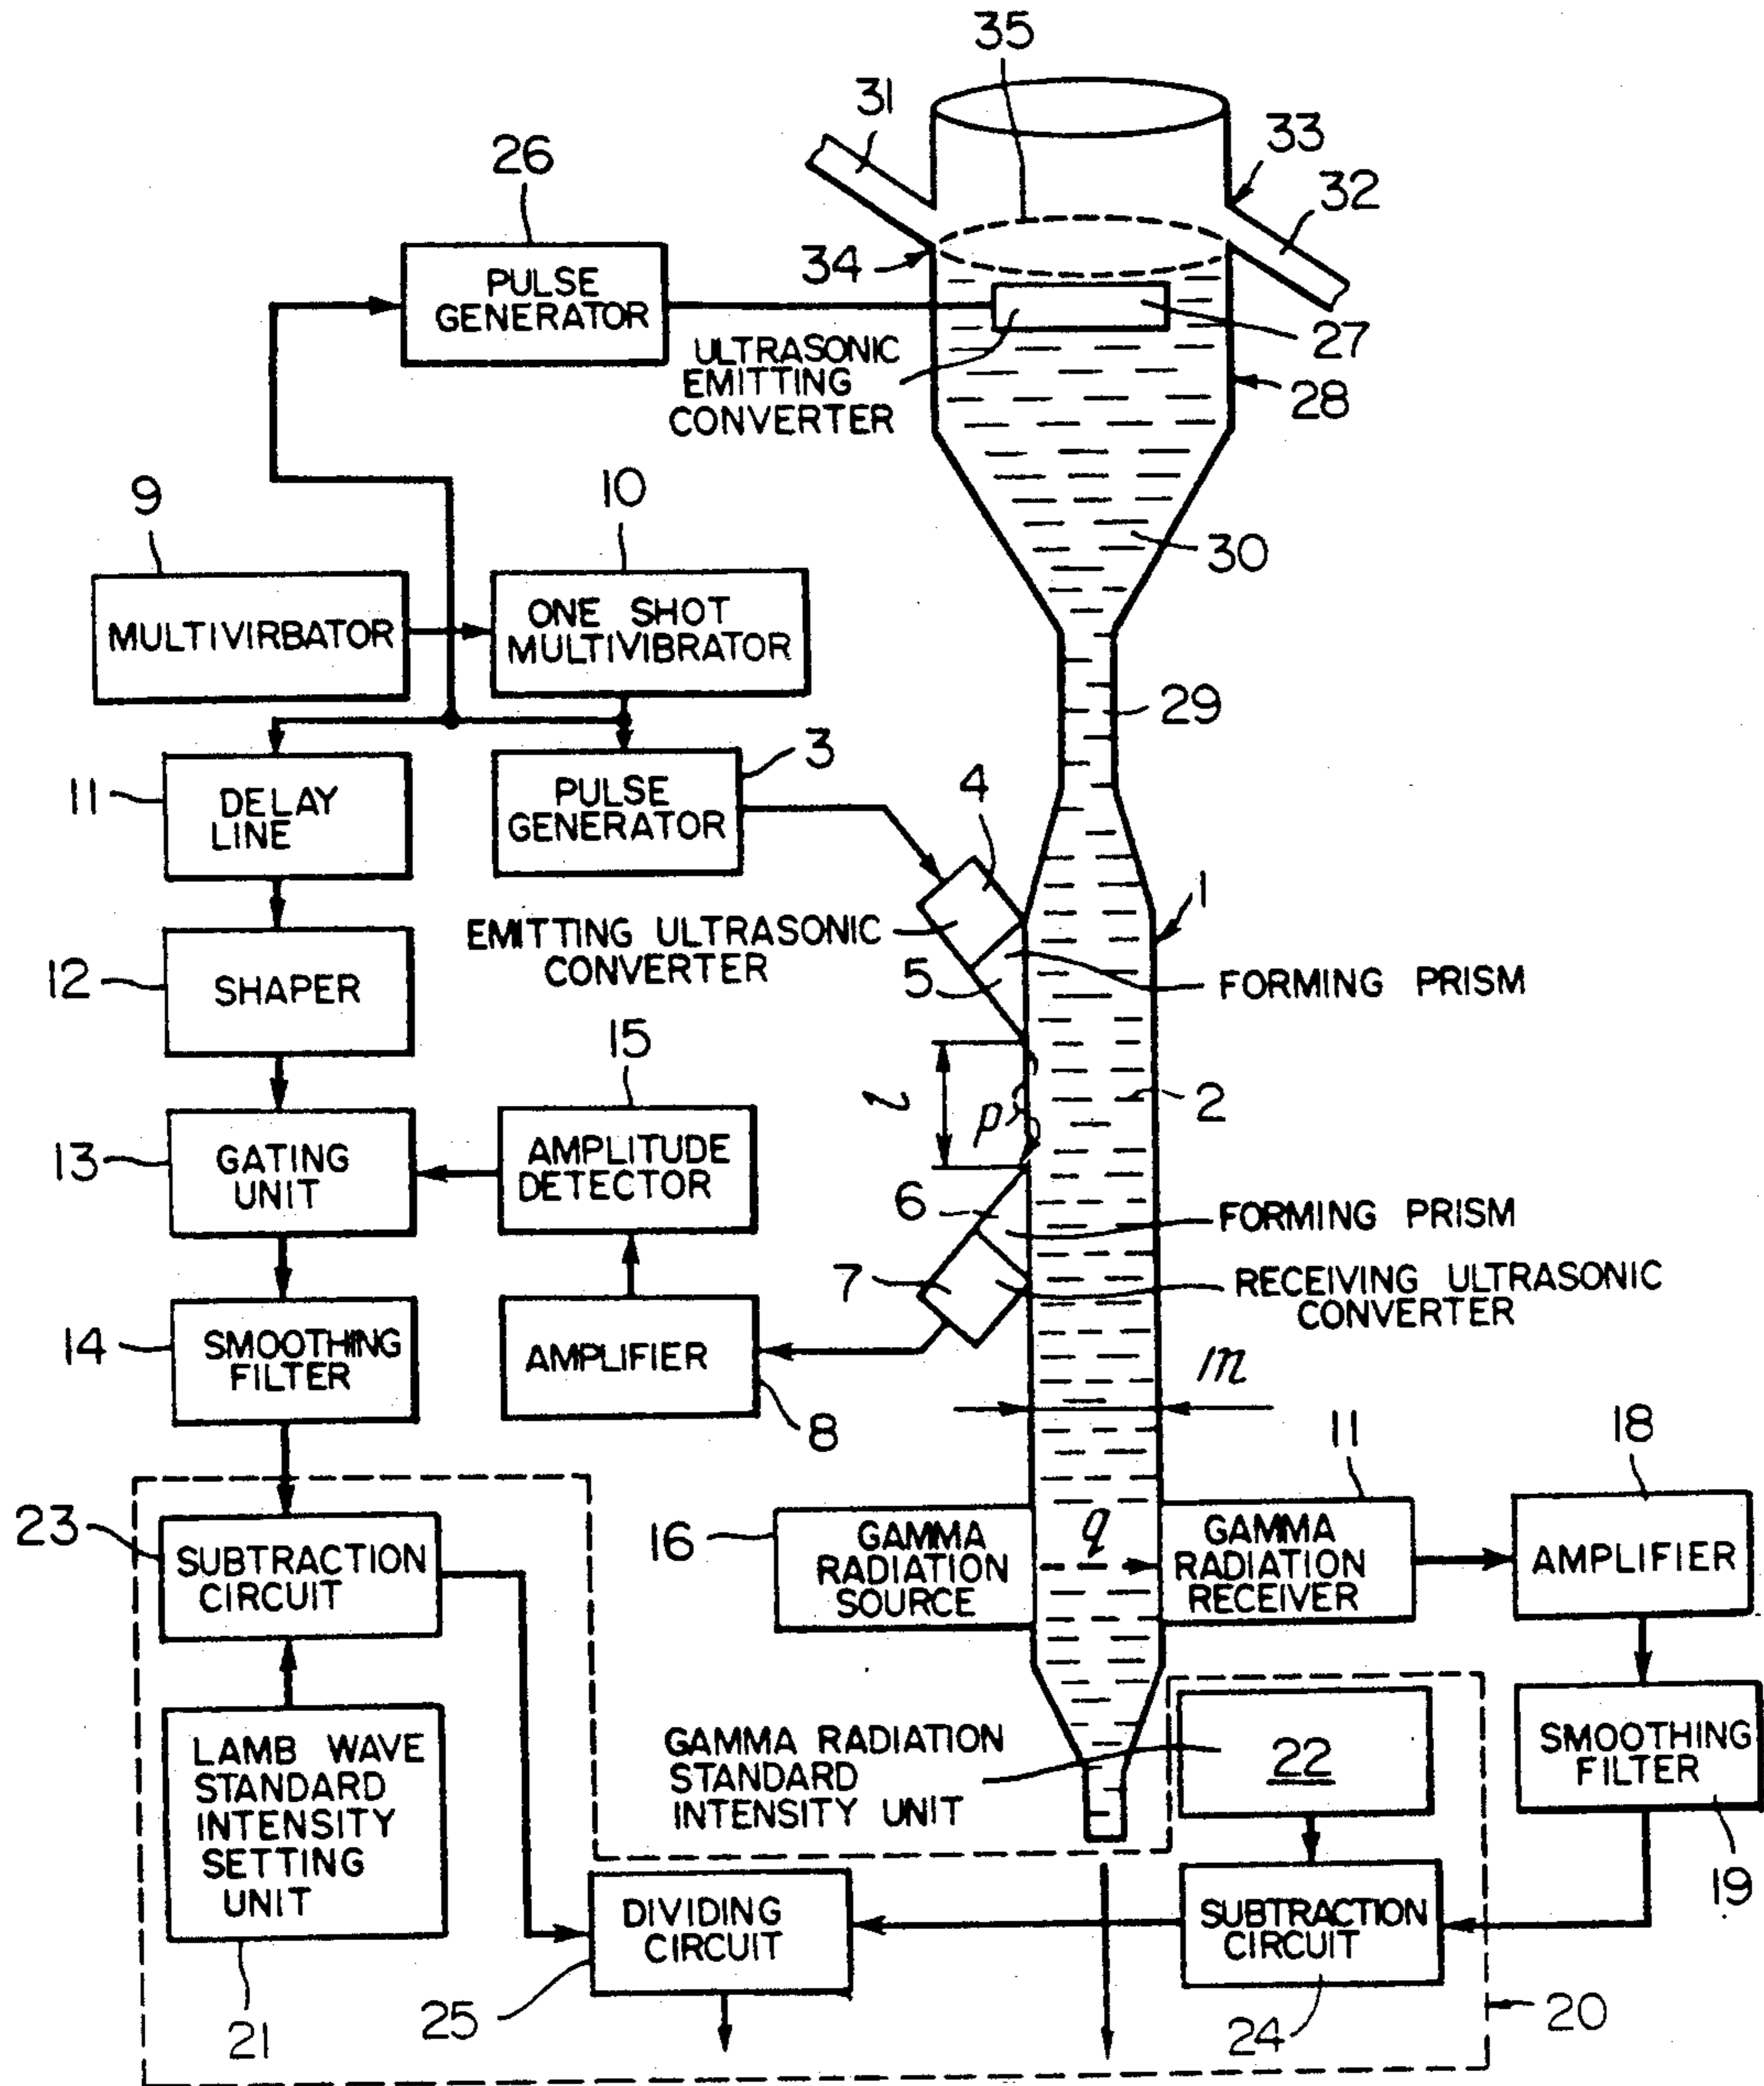 35
31
33
26
32
PULSE
GENERATOR
34
27
ULTRASONIC
EMITTING
CONVERTER
28
9
10
30
MULTIVIRBATOR
ONE SHOT
MULTIVIBRATOR
29
3
11
DELAY
LINE
PULSE
GENERATOR
4
1
EMITTING ULTRASONIC
CONVERTER
5
FORMING PRISM
12
SHAPER
15
l
p
2
13
GATING
UNIT
AMPLITUDE
DETECTOR
6
FORMING PRISM
7
RECEIVING ULTRASONIC
CONVERTER
14
SMOOTHING
FILTER
AMPLIFIER
8
m
11
18
23
SUBTRACTION
CIRCUIT
16
GAMMA
RADIATION
SOURCE
q
GAMMA
RADIATION
RECEIVER
AMPLIFIER
LAMB WAVE
STANDARD
INTENSITY
SETTING
UNIT
GAMMA RADIATION
STANDARD
INTENSITY UNIT
22
SMOOTHING
FILTER
19
DIVIDING
CIRCUIT
SUBTRACTION
CIRCUIT
21
25
24
20